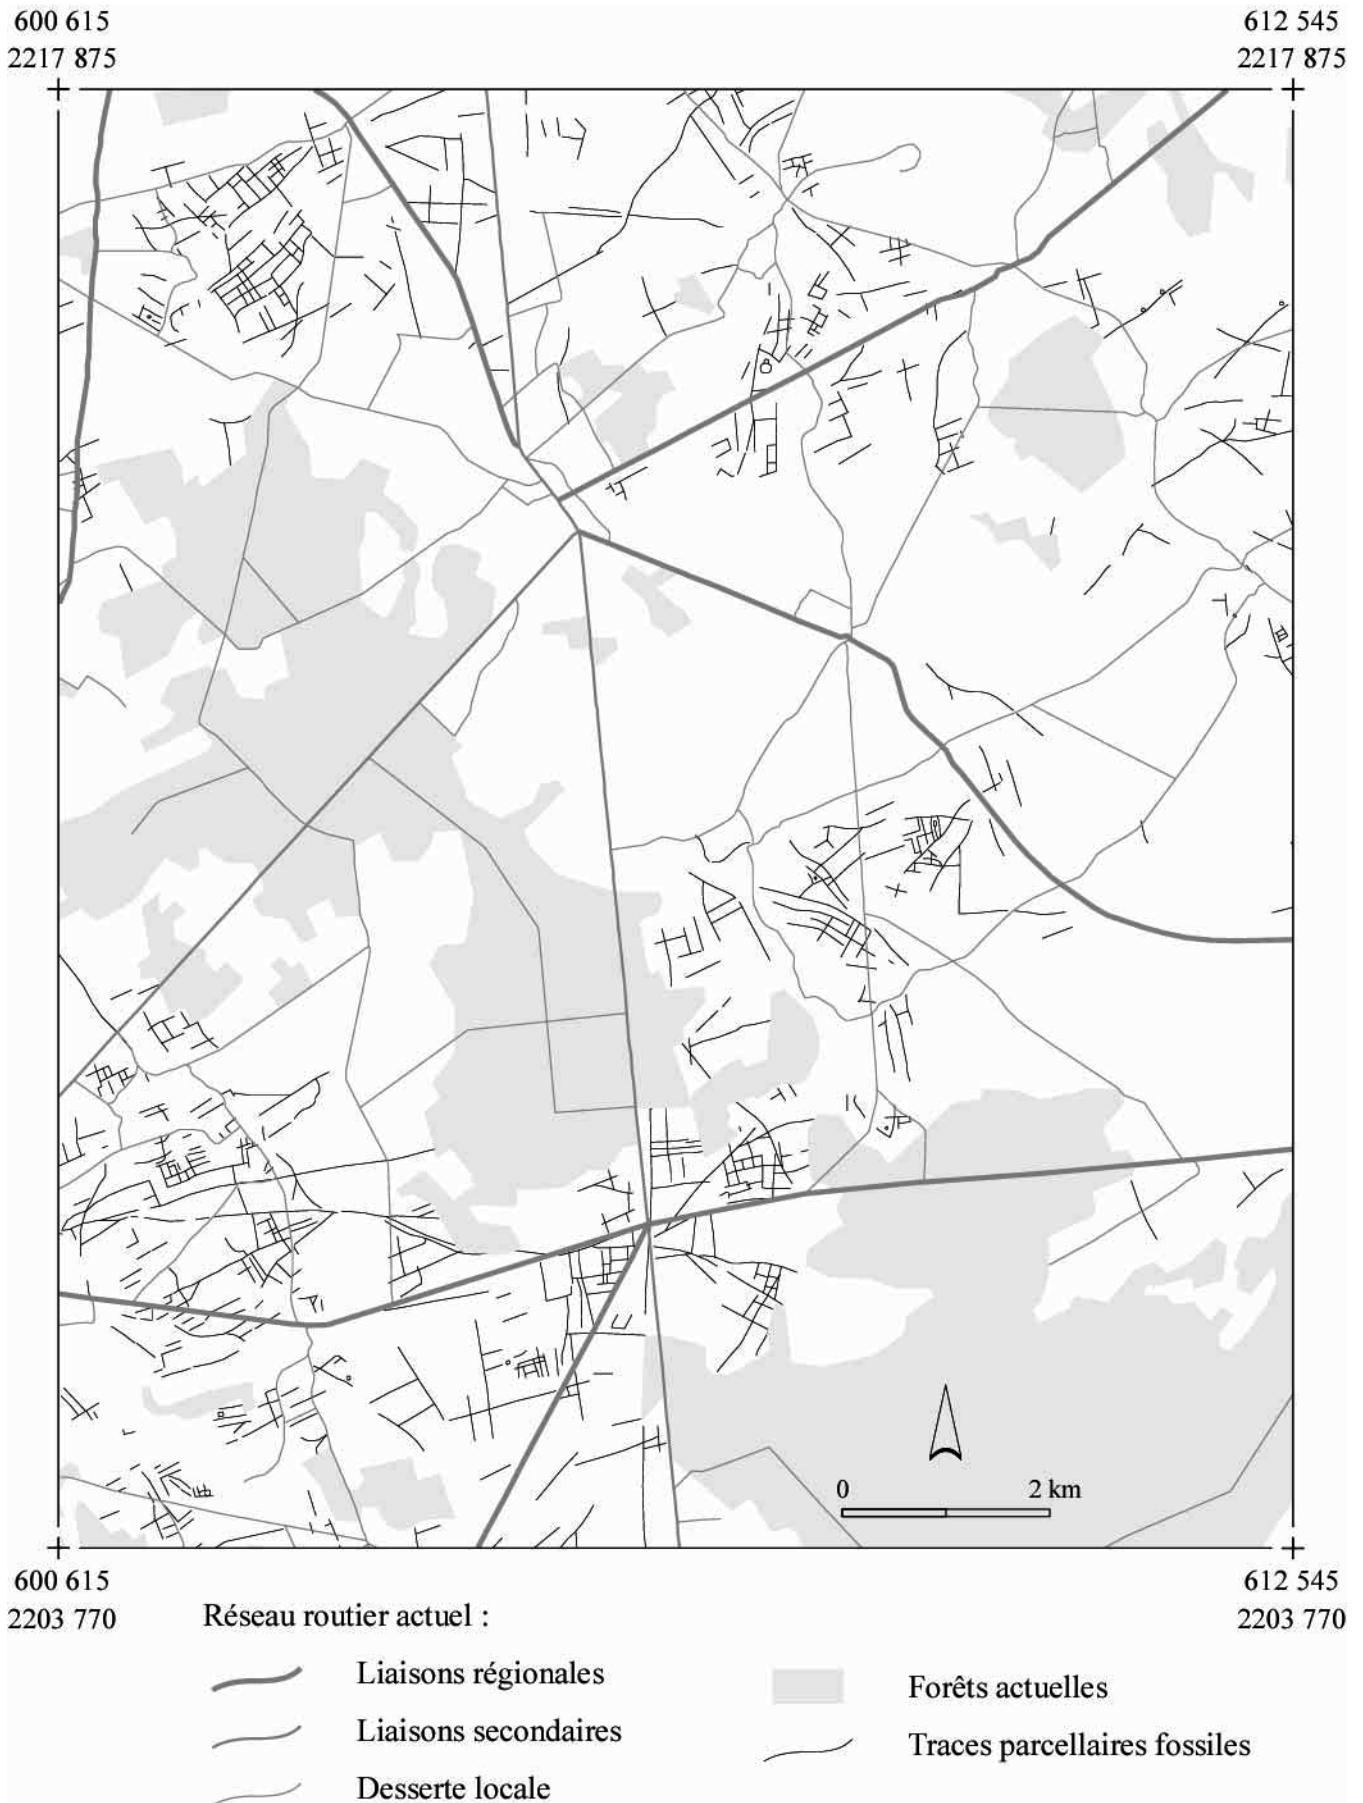 600 615
612 545
2217 875
2217 875
0
2 km
600 615
612 545
2203 770
2203 770
Réseau routier actuel :
Liaisons régionales
Forêts actuelles
Liaisons secondaires
Traces parcellaires fossiles
Desserte locale